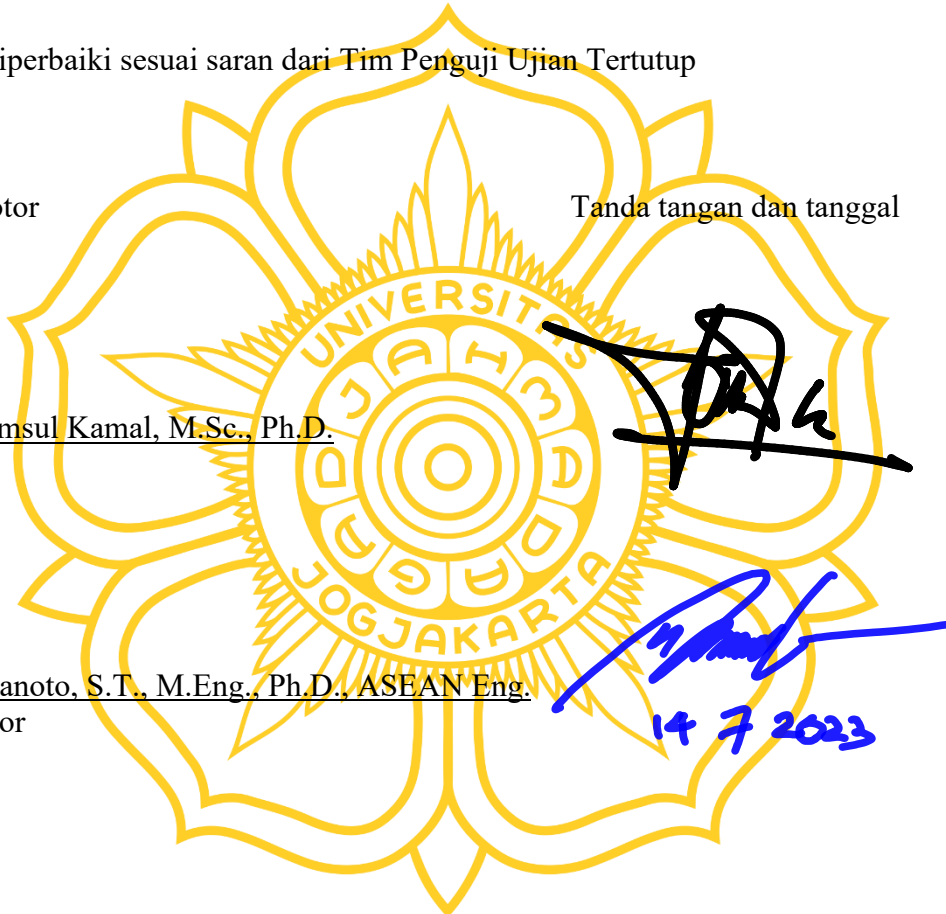 iperbaiki sesuai saran dari Tim Penguji Ujian Tertutup
otor Tanda tangan dan tanggal
UNIVERSITAS
GADJAH MADA
msul Kamal, M.Sc., Ph.D.
JOGJAKARTA
anoto, S.T., M.Eng., Ph.D., ASEAN Eng.
or
14 7 2023